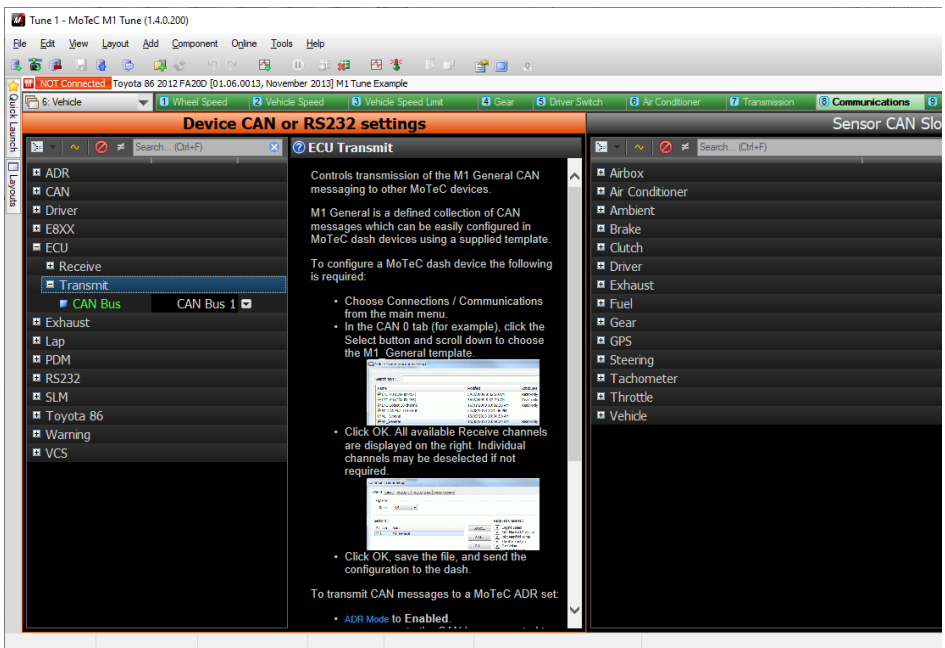 Tune 1 - MoTeC M1 Tune (1.4.0.200)
File Edit View Layout Add Component Online Tools Help
NOT Connected Toyota 86 2012 FA20D [01.06.0013, November 2013] M1 Tune Example
Quick Launch
Layouts
6: Vehicle 1 Wheel Speed 2 Vehicle Speed 3 Vehicle Speed Limit 4 Gear 5 Driver Switch 6 Air Conditioner 7 Transmission 8 Communications 9
Device CAN or RS232 settings
Search... (Ctrl+F)
ADR
CAN
Driver
E8XX
ECU
Receive
Transmit
CAN Bus CAN Bus 1
Exhaust
Lap
PDM
RS232
SLM
Toyota 86
Warning
VCS
ECU Transmit
Controls transmission of the M1 General CAN
messaging to other MoTeC devices.
M1 General is a defined collection of CAN
messages which can be easily configured in
MoTeC dash devices using a supplied template.
To configure a MoTeC dash device the following
is required:
• Choose Connections / Communications
from the main menu.
• In the CAN 0 tab (for example), click the
Select button and scroll down to choose
the M1_General template.
• Click OK. All available Receive channels
are displayed on the right. Individual
channels may be deselected if not
required.
• Click OK, save the file, and send the
configuration to the dash.
To transmit CAN messages to a MoTeC ADR set:
• ADR Mode to Enabled.
Sensor CAN Slo
Search... (Ctrl+F)
Airbox
Air Conditioner
Ambient
Brake
Clutch
Driver
Exhaust
Fuel
Gear
GPS
Steering
Tachometer
Throttle
Vehicle